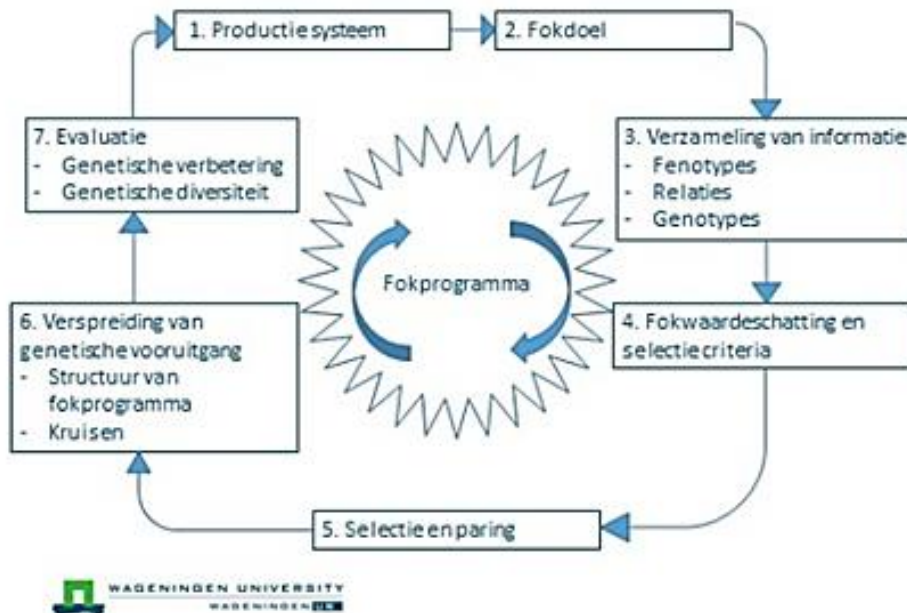 1. Productie systeem
2. Fokdoel
3. Verzameling van informatie
- Fenotypes
- Relaties
- Genotypes
4. Fokwaardeschatting en
selectie criteria
5. Selectie en paring
6. Verspreiding van
genetische vooruitgang
- Structuur van
fokprogramma
- Kruisen
7. Evaluatie
- Genetische verbetering
- Genetische diversiteit
Fokprogramma
WAGENINGEN UNIVERSITY
WAGENINGEN UR